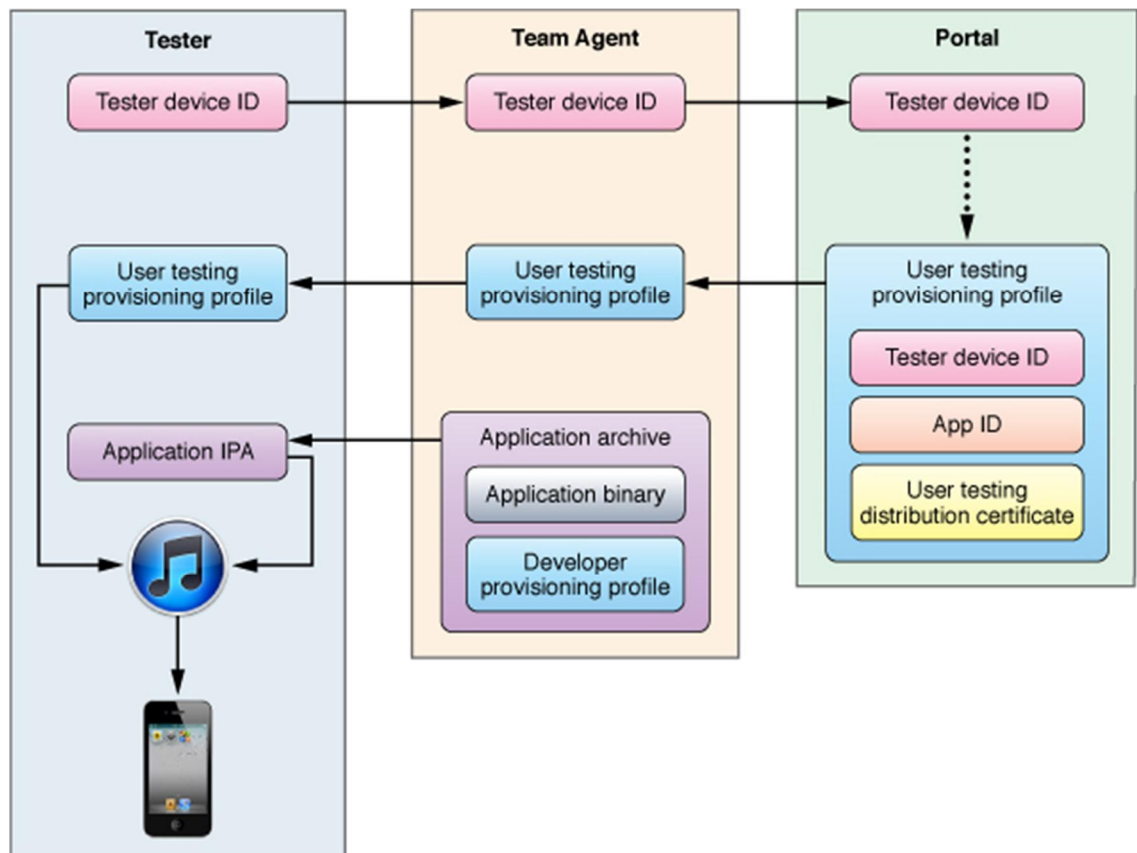 Tester
Tester device ID
User testing
provisioning profile
Application IPA
Team Agent
Tester device ID
User testing
provisioning profile
Application archive
Application binary
Developer
provisioning profile
Portal
Tester device ID
User testing
provisioning profile
Tester device ID
App ID
User testing
distribution certificate